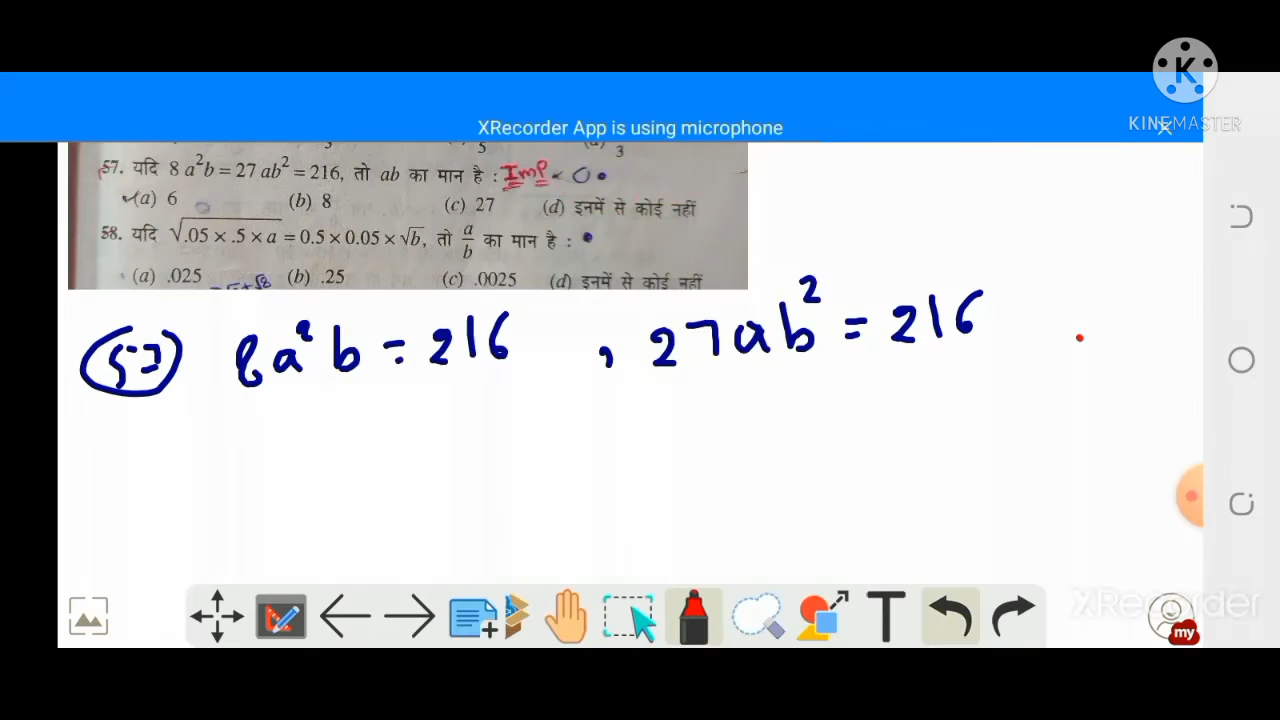 K
KINEMASTER
XRecorder App is using microphone
57. यदि 8 a²b = 27 ab² = 216, तो ab का मान है : Imp
(a) 6 (b) 8 (c) 27 (d) इनमें से कोई नहीं
58. यदि √.05 × .5 × a = 0.5 × 0.05 × √b, तो a/b का मान है :
(a) .025 (b) .25 (c) .0025 (d) इनमें से कोई नहीं
57 8a²b = 216 , 27ab² = 216
T
XRecorder
my